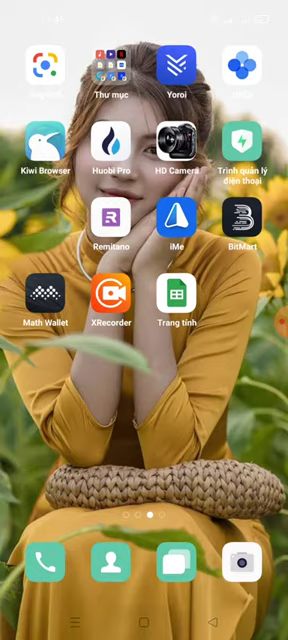 Thư mục
Yoroi
Kiwi Browser
Huobi Pro
HD Camera
Trình quản lý
điện thoại
Remitano
iMe
BitMart
Math Wallet
XRecorder
Trang tính